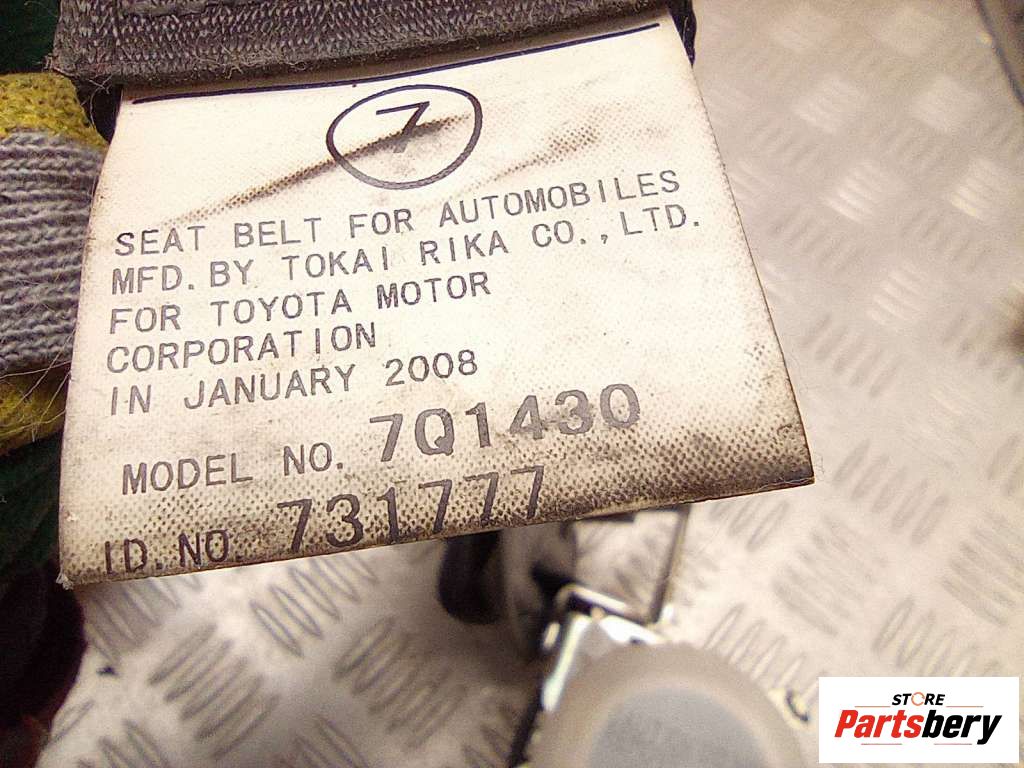 7
SEAT BELT FOR AUTOMOBILES
MFD. BY TOKAI RIKA CO., LTD.
FOR TOYOTA MOTOR
CORPORATION
IN JANUARY 2008
MODEL NO. 7Q1430
ID. NO. 731777
STORE
Partsbery